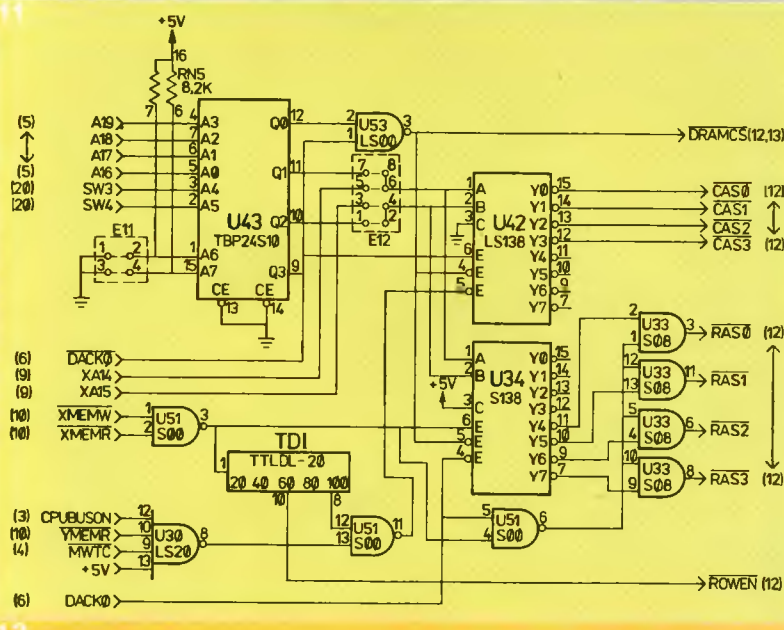 11
+5V
16
RN5
8,2K
7 6
(5) A19 4 A3 Q0 12 2 U53 3 DRAMCS (12,13)
A18 7 A2 1 LS00
A17 6 A1
(5) A16 5 A0 Q1 11 7 8
(20) SW3 3 A4 5 6
(20) SW4 2 A5 3 4
U43 Q2 10 1 2
TBP24S10 E12
E11
1 2 1 A6
3 4 15 A7 Q3 9
CE CE
13 14
1 A Y0 15 CAS0 (12)
2 B Y1 14 CAS1
3 C U42 Y2 13 CAS2
LS138 Y3 12 CAS3 (12)
6 E Y4 11
4 E Y5 10
5 E Y6 9
Y7 7
(6) DACK0
(9) XA14
(9) XA15
+5V
1 A Y0 15
2 B U34 Y1 14
S138 Y2 13
3 C Y3 12
6 E Y4 11
5 E Y5 10
4 E Y6 9
Y7 7
2 U33 3 RAS0 (12)
1 S08
12 U33 11 RAS1
13 S08
5 U33 6 RAS2
4 S08
10 U33 8 RAS3 (12)
9 S08
(10) XMEMW 1 U51 3
(10) XMEMR 2 S00
TDI
1 TTLDL-20
20 40 60 80 100
10 8
12 U51 11
13 S00
5 U51 6
4 S00
(3) CPUBUSON 12
(10) YMEMR 10 U30 8
(4) MWTC 9 LS20
+5V 13
ROWEN (12)
(6) DACK0